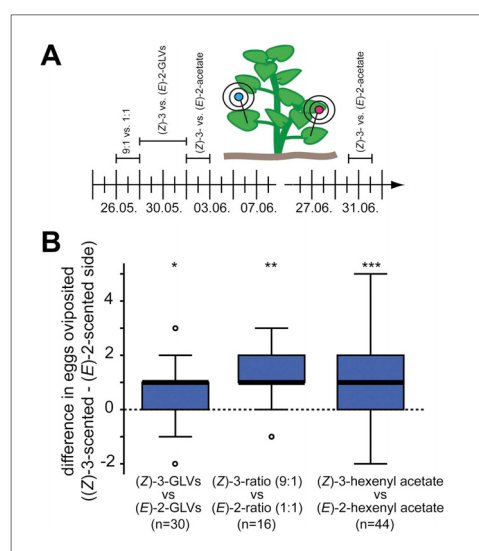 A
9:1 vs. 1:1
(Z)-3 vs. (E)-2-GLVs
(Z)-3- vs. (E)-2-acetate
(Z)-3- vs. (E)-2-acetate
26.05. 30.05. 03.06. 07.06. 27.06. 31.06.
B
difference in eggs oviposited
((Z)-3-scented - (E)-2-scented side)
* ** ***
4
2
0
-2
(Z)-3-GLVs
vs
(E)-2-GLVs
(n=30)
(Z)-3-ratio (9:1)
vs
(E)-2-ratio (1:1)
(n=16)
(Z)-3-hexenyl acetate
vs
(E)-2-hexenyl acetate
(n=44)